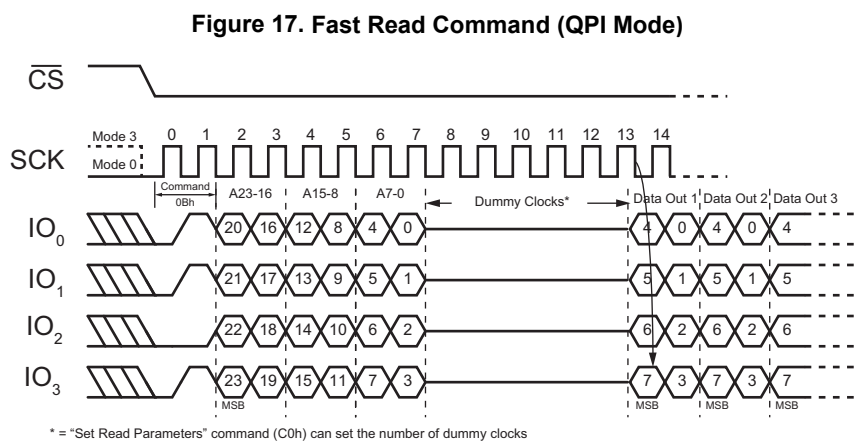 Figure 17. Fast Read Command (QPI Mode)
CS
Mode 3 0 1 2 3 4 5 6 7 8 9 10 11 12 13 14
SCK
Mode 0
Command A23-16 A15-8 A7-0 Dummy Clocks* Data Out 1 Data Out 2 Data Out 3
0Bh
IO0 20 16 12 8 4 0 4 0 4 0 4
IO1 21 17 13 9 5 1 5 1 5 1 5
IO2 22 18 14 10 6 2 6 2 6 2 6
IO3 23 19 15 11 7 3 7 3 7 3 7
MSB MSB MSB MSB
* = "Set Read Parameters" command (C0h) can set the number of dummy clocks